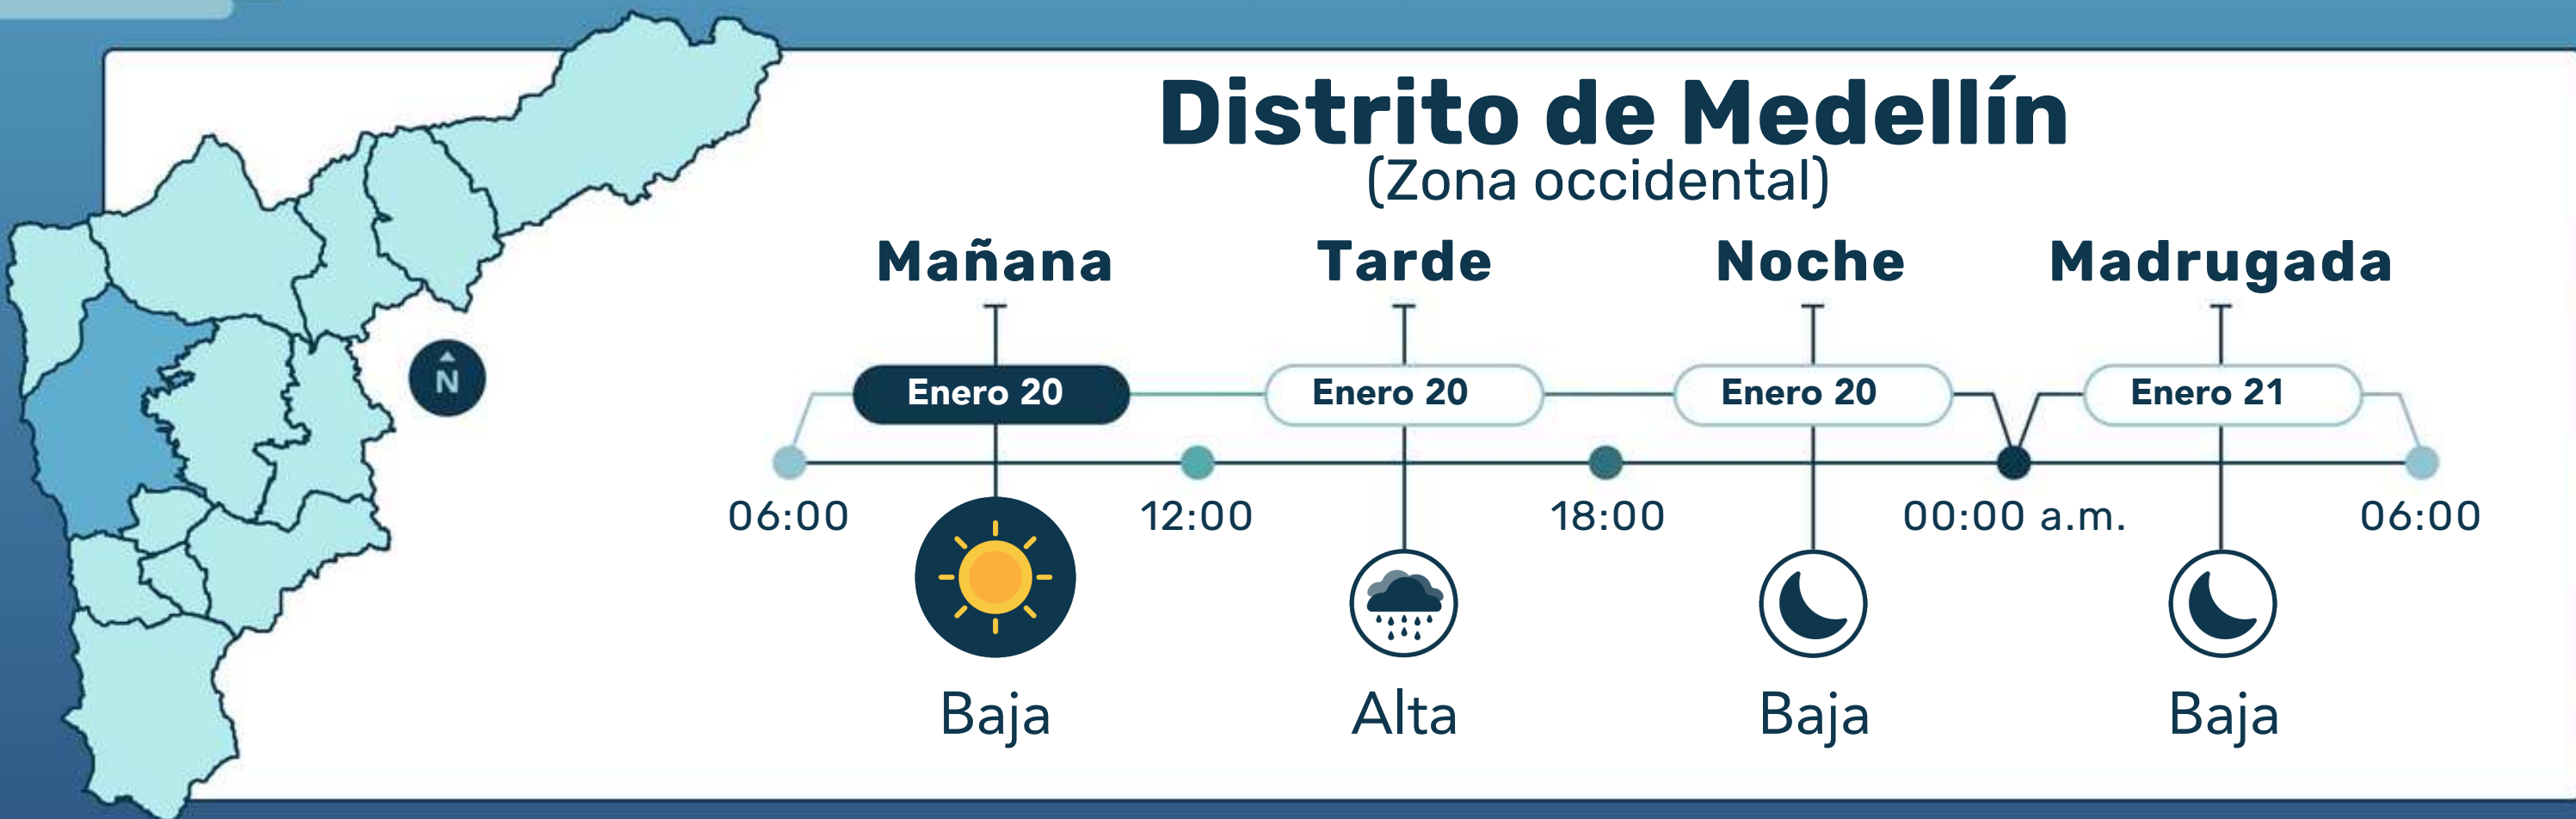 Distrito de Medellín
(Zona occidental)
Mañana Tarde Noche Madrugada
Enero 20 Enero 20 Enero 20 Enero 21
N
06:00 12:00 18:00 00:00 a.m. 06:00
Baja Alta Baja Baja